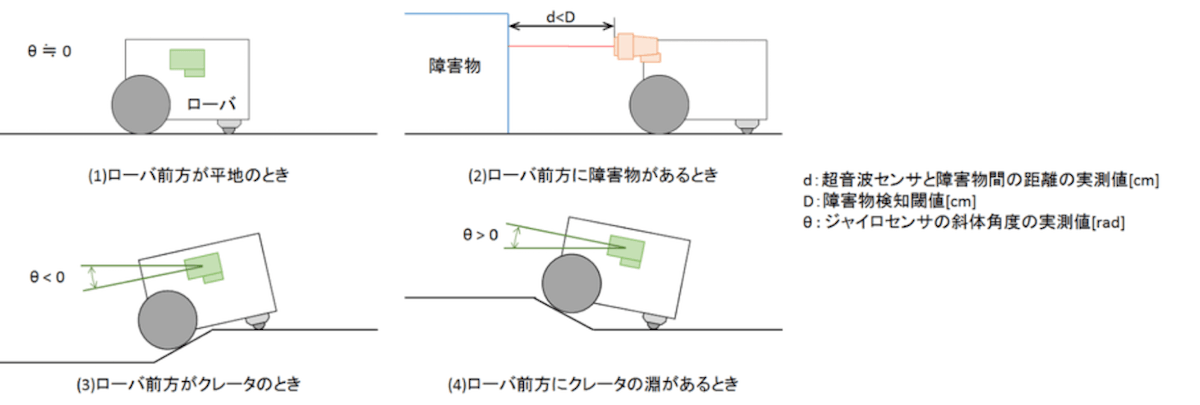 θ ≒ 0
ローバ
(1)ローバ前方が平地のとき
d<D
障害物
(2)ローバ前方に障害物があるとき
θ < 0
(3)ローバ前方がクレータのとき
θ > 0
(4)ローバ前方にクレータの淵があるとき
d：超音波センサと障害物間の距離の実測値[cm]
D：障害物検知閾値[cm]
θ：ジャイロセンサの斜体角度の実測値[rad]